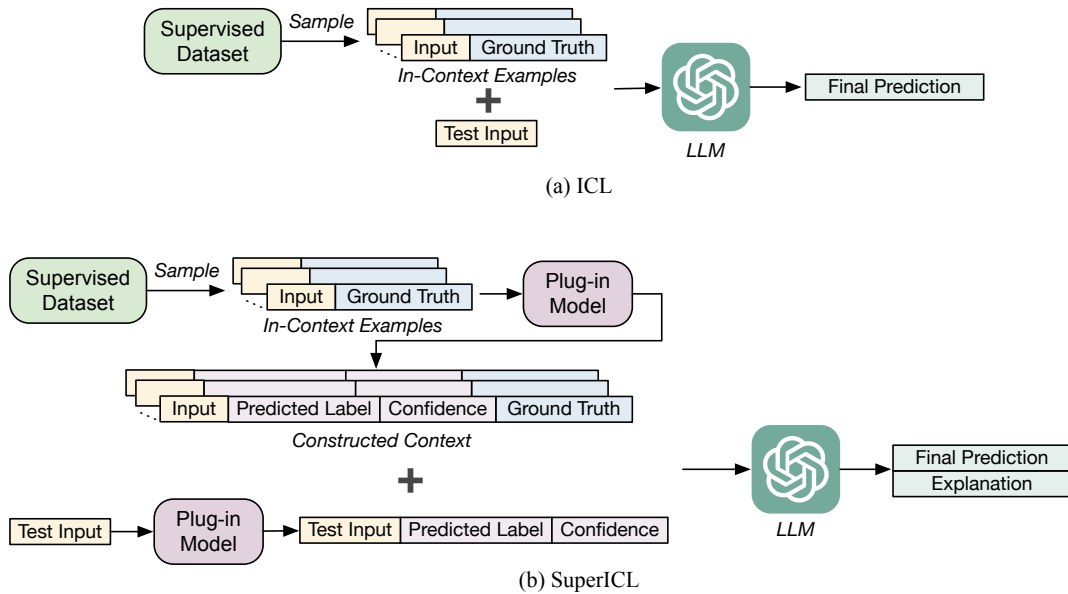 Supervised
Dataset
Sample
Input
Ground Truth
In-Context Examples
+
Test Input
LLM
Final Prediction
(a) ICL
Supervised
Dataset
Sample
Input
Ground Truth
In-Context Examples
Plug-in
Model
Input
Predicted Label
Confidence
Ground Truth
Constructed Context
+
Test Input
Plug-in
Model
Test Input
Predicted Label
Confidence
LLM
Final Prediction
Explanation
(b) SuperICL